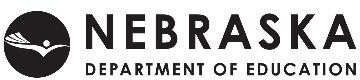 NEBRASKA
DEPARTMENT OF EDUCATION